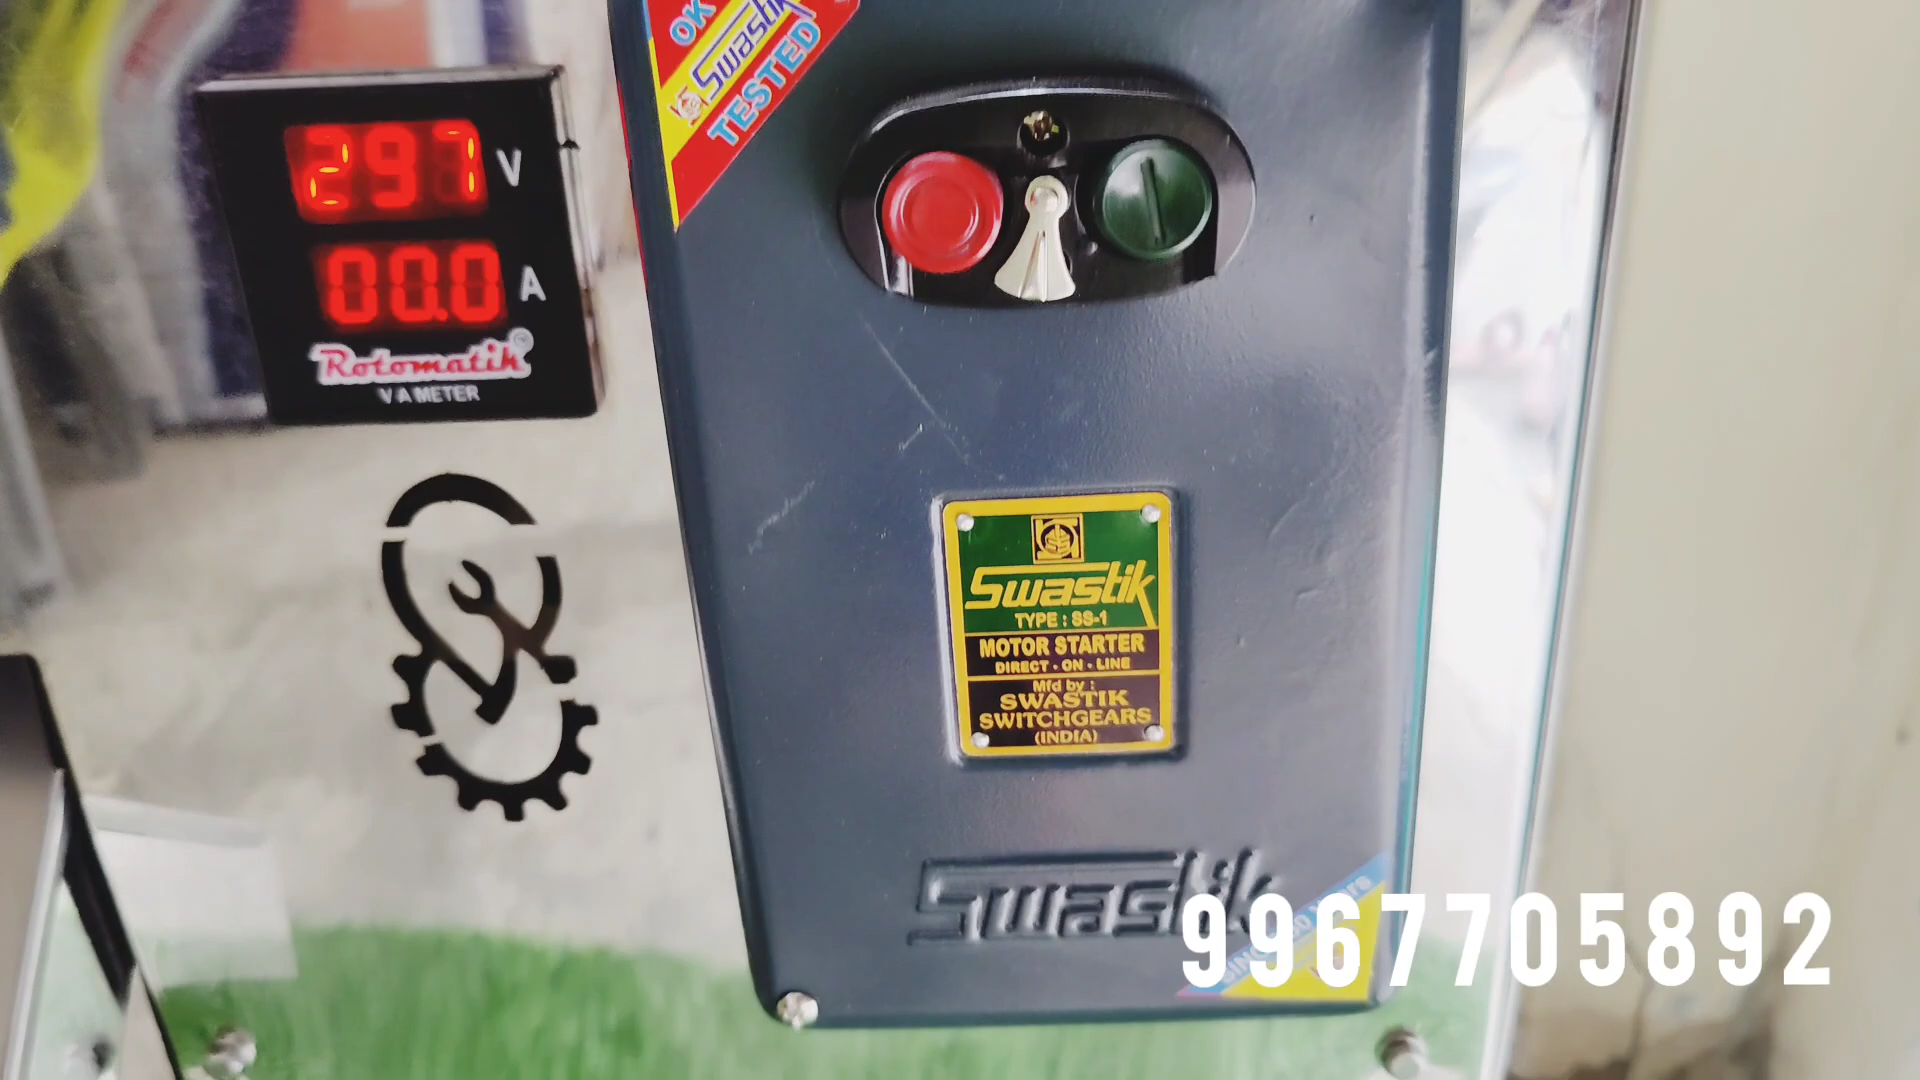 OK
Swastik
TESTED
297 V
00.0 A
Rotomatik
V A METER
Swastik
TYPE : SS-1
MOTOR STARTER
DIRECT - ON - LINE
Mfd by :
SWASTIK
SWITCHGEARS
(INDIA)
Swastik
9967705892